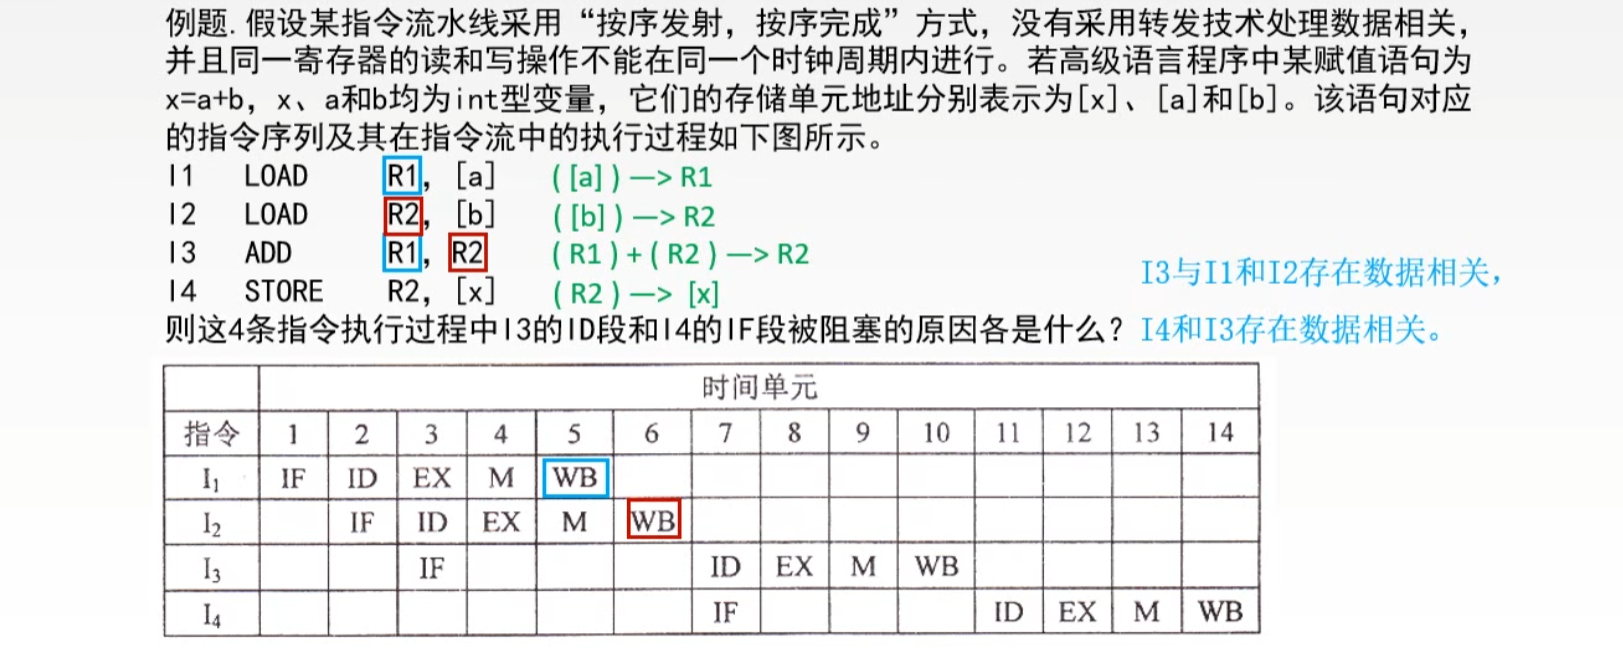 例题.假设某指令流水线采用“按序发射，按序完成”方式，没有采用转发技术处理数据相关，
并且同一寄存器的读和写操作不能在同一个时钟周期内进行。若高级语言程序中某赋值语句为
x=a+b，x、a和b均为int型变量，它们的存储单元地址分别表示为[x]、[a]和[b]。该语句对应
的指令序列及其在指令流中的执行过程如下图所示。
I1 LOAD R1，[a] ([a])—>R1
I2 LOAD R2，[b] ([b])—>R2
I3 ADD R1，R2 (R1)+(R2)—>R2
I4 STORE R2，[x] (R2)—>[x]
I3与I1和I2存在数据相关，
则这4条指令执行过程中I3的ID段和I4的IF段被阻塞的原因各是什么？I4和I3存在数据相关。
时间单元
指令 1 2 3 4 5 6 7 8 9 10 11 12 13 14
I₁ IF ID EX M WB
I₂ IF ID EX M WB
I₃ IF ID EX M WB
I₄ IF ID EX M WB